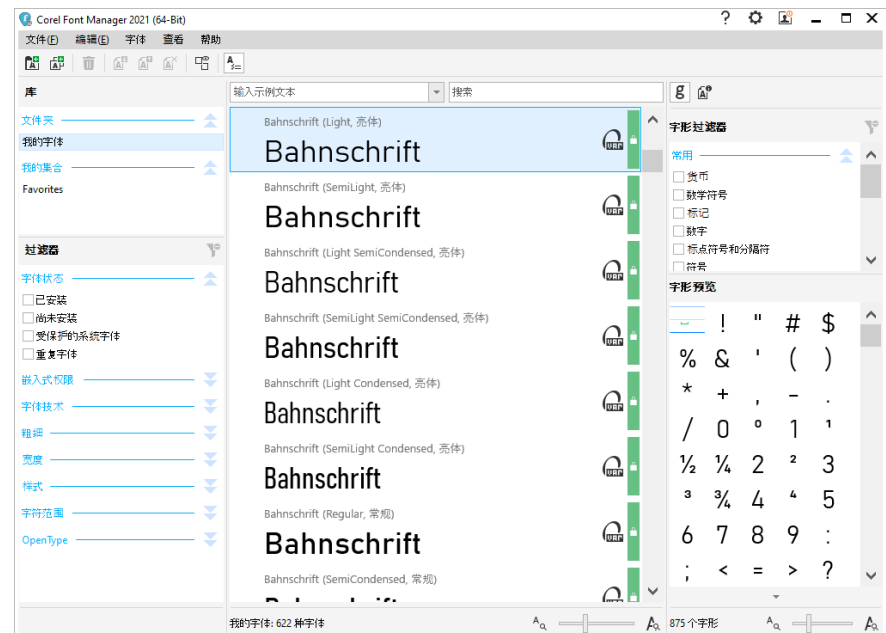 Corel Font Manager 2021 (64-Bit)
文件(F) 编辑(E) 字体 查看 帮助
库
文件夹
我的字体
我的集合
Favorites
过滤器
字体状态
已安装
尚未安装
受保护的系统字体
重复字体
嵌入式权限
字体技术
粗细
宽度
样式
字符范围
OpenType
输入示例文本 搜索
Bahnschrift (Light, 亮体)
Bahnschrift
VAR
Bahnschrift (SemiLight, 亮体)
Bahnschrift
VAR
Bahnschrift (Light SemiCondensed, 亮体)
Bahnschrift
VAR
Bahnschrift (SemiLight SemiCondensed, 亮体)
Bahnschrift
VAR
Bahnschrift (Light Condensed, 亮体)
Bahnschrift
VAR
Bahnschrift (SemiLight Condensed, 亮体)
Bahnschrift
VAR
Bahnschrift (Regular, 常规)
Bahnschrift
VAR
Bahnschrift (SemiCondensed, 常规)
我的字体: 622 种字体
字形过滤器
常用
货币
数学符号
标记
数字
标点符号和分隔符
符号
字形预览
! " # $
% & ' ( )
* + , - .
/ 0 º 1 ¹
½ ¼ 2 ² 3
³ ¾ 4 ⁴ 5
6 7 8 9 :
; < = > ?
875 个字形